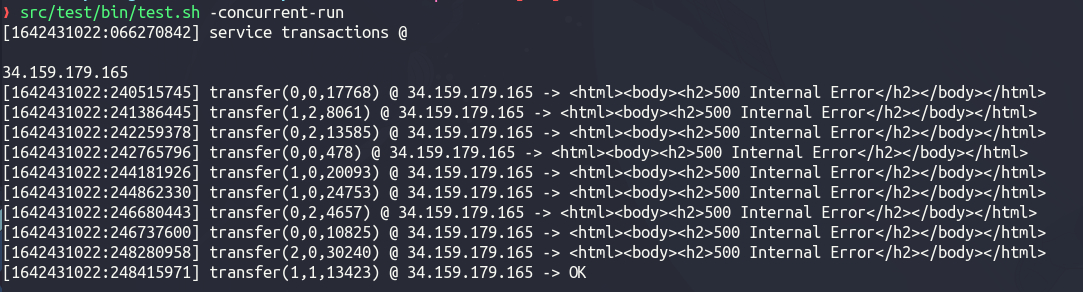 ❯ src/test/bin/test.sh -concurrent-run
[1642431022:066270842] service transactions @
34.159.179.165
[1642431022:240515745] transfer(0,0,17768) @ 34.159.179.165 -> <html><body><h2>500 Internal Error</h2></body></html>
[1642431022:241386445] transfer(1,2,8061) @ 34.159.179.165 -> <html><body><h2>500 Internal Error</h2></body></html>
[1642431022:242259378] transfer(0,2,13585) @ 34.159.179.165 -> <html><body><h2>500 Internal Error</h2></body></html>
[1642431022:242765796] transfer(0,0,478) @ 34.159.179.165 -> <html><body><h2>500 Internal Error</h2></body></html>
[1642431022:244181926] transfer(1,0,20093) @ 34.159.179.165 -> <html><body><h2>500 Internal Error</h2></body></html>
[1642431022:244862330] transfer(1,0,24753) @ 34.159.179.165 -> <html><body><h2>500 Internal Error</h2></body></html>
[1642431022:246680443] transfer(0,2,4657) @ 34.159.179.165 -> <html><body><h2>500 Internal Error</h2></body></html>
[1642431022:246737600] transfer(0,0,10825) @ 34.159.179.165 -> <html><body><h2>500 Internal Error</h2></body></html>
[1642431022:248280958] transfer(2,0,30240) @ 34.159.179.165 -> <html><body><h2>500 Internal Error</h2></body></html>
[1642431022:248415971] transfer(1,1,13423) @ 34.159.179.165 -> OK